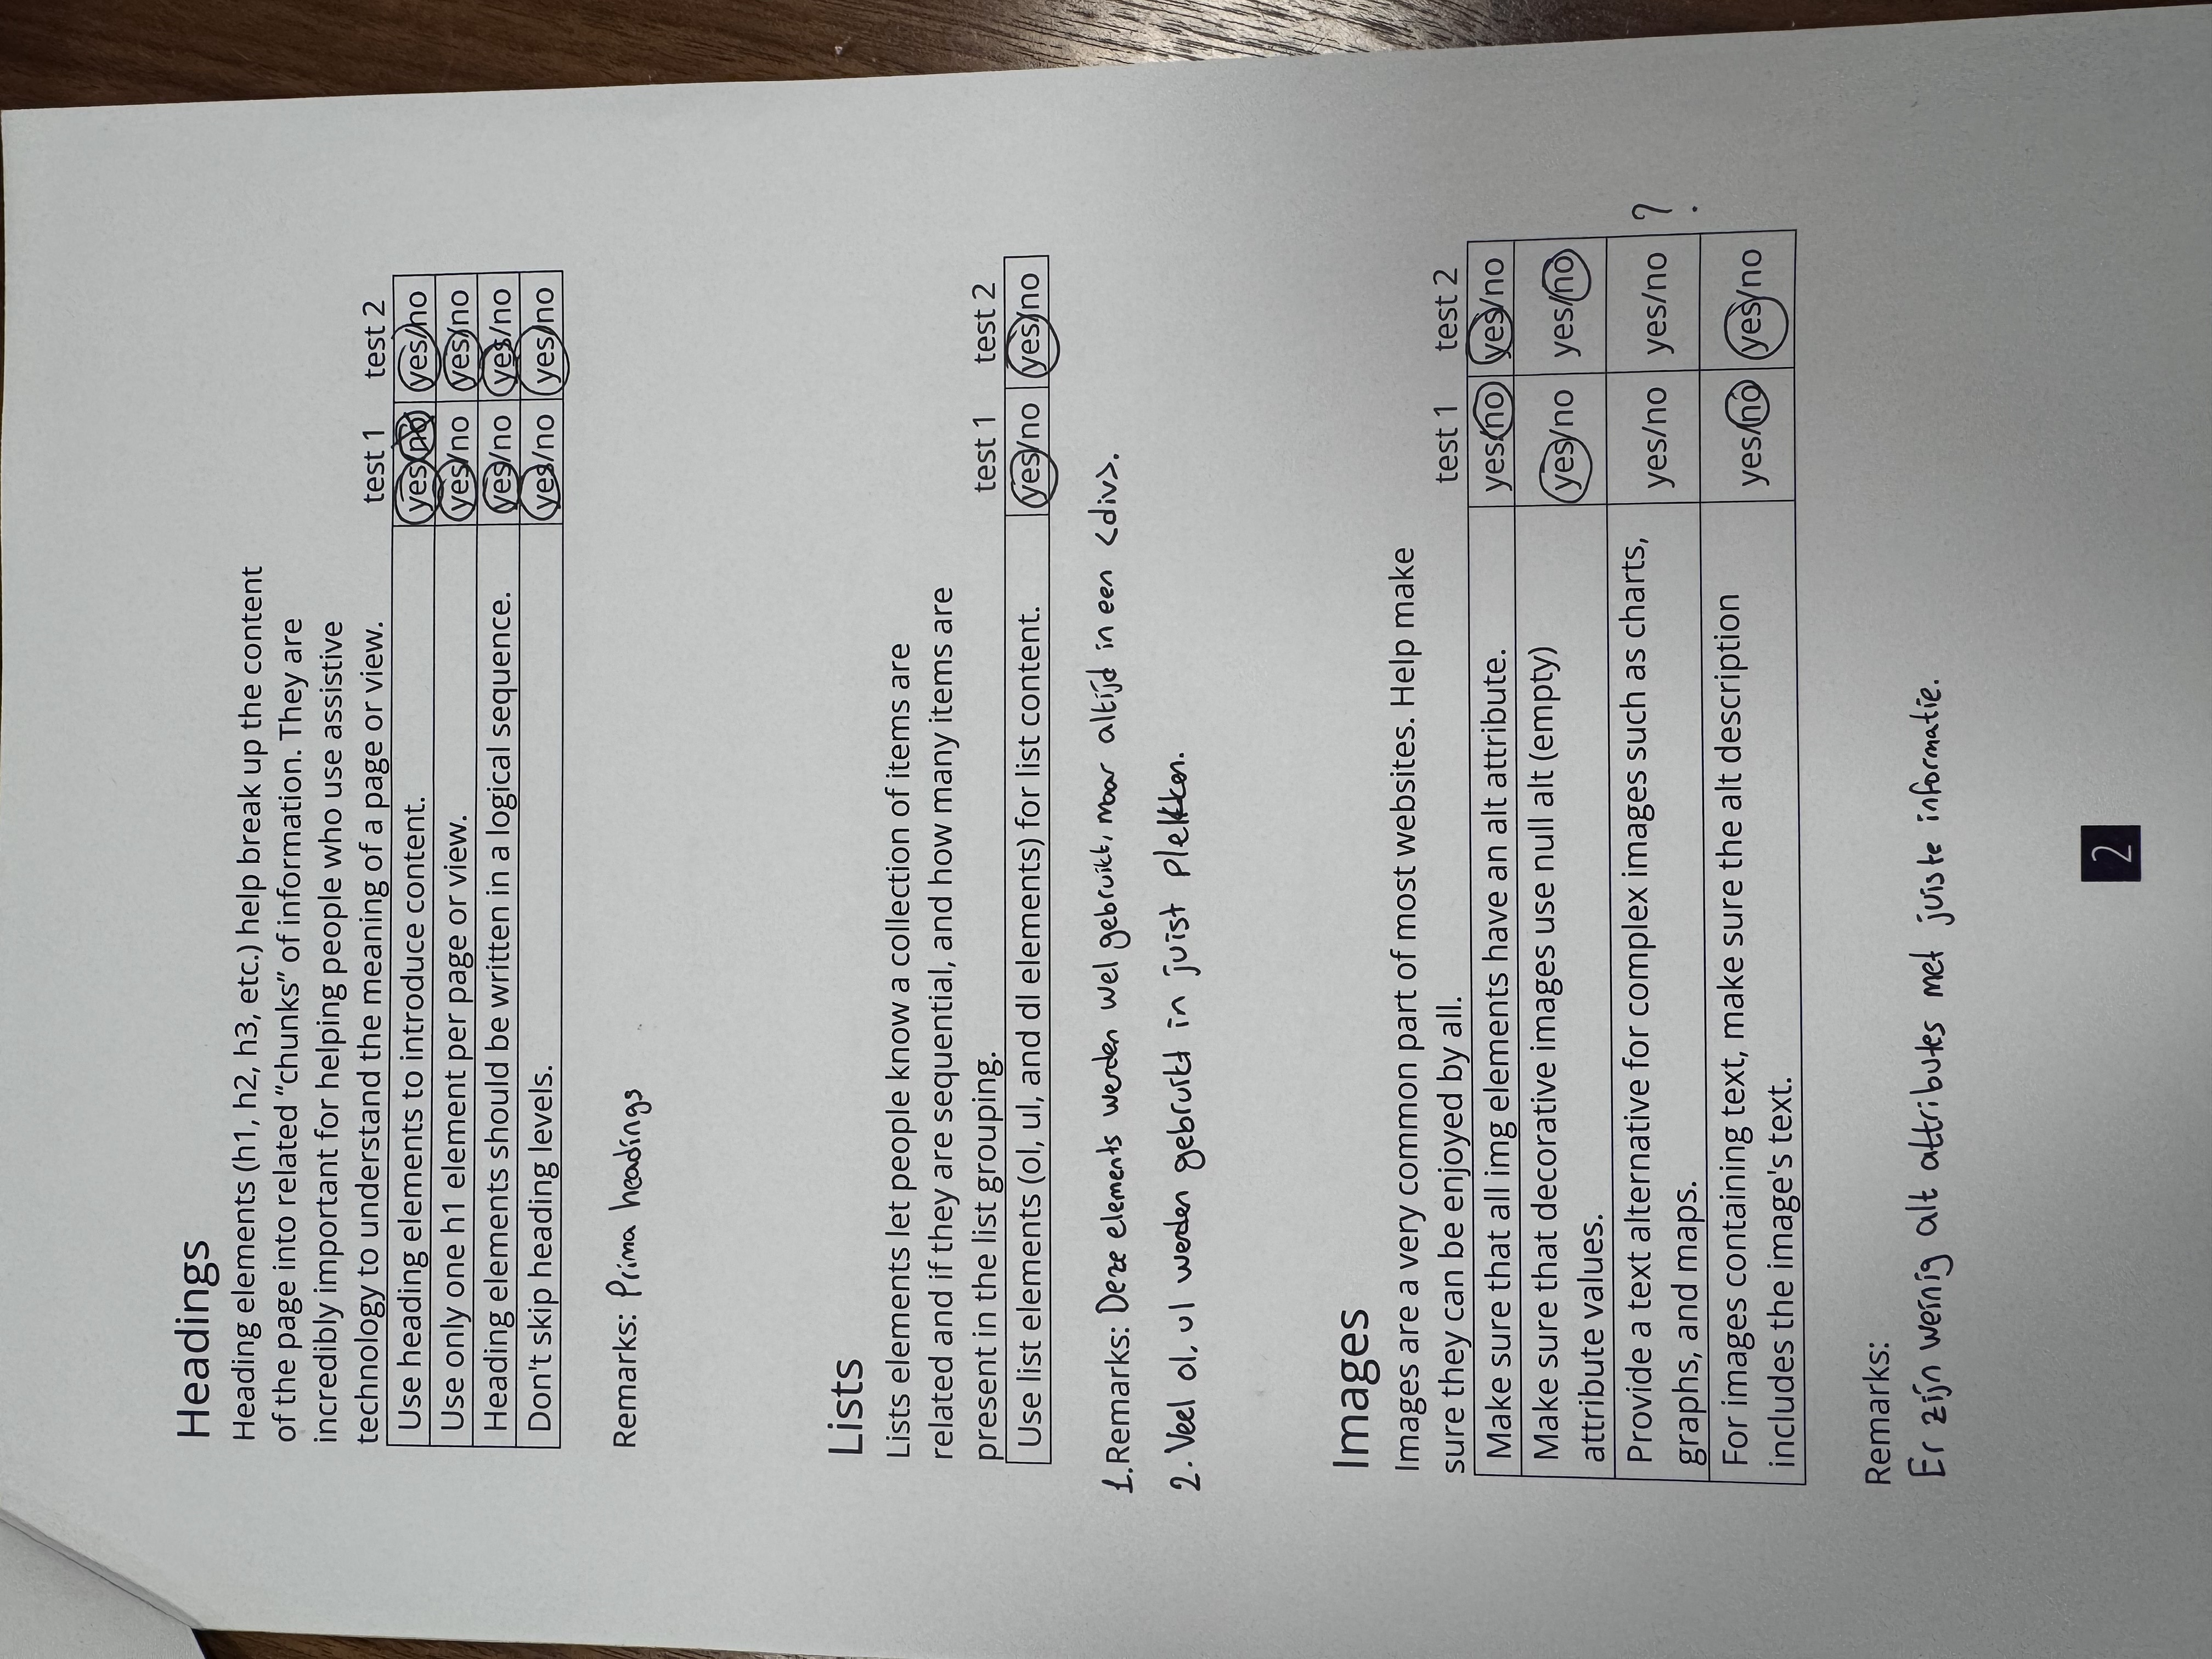 Headings
Heading elements (h1, h2, h3, etc.) help break up the content
of the page into related “chunks” of information. They are
incredibly important for helping people who use assistive
technology to understand the meaning of a page or view. test 1 test 2
Use heading elements to introduce content. yes/no yes/no
Use only one h1 element per page or view. yes/no yes/no
Heading elements should be written in a logical sequence. yes/no yes/no
Don't skip heading levels. yes/no yes/no
Remarks: Prima headings
Lists
Lists elements let people know a collection of items are
related and if they are sequential, and how many items are
present in the list grouping. test 1 test 2
Use list elements (ol, ul, and dl elements) for list content. yes/no yes/no
1. Remarks: Deze elements werden wel gebruikt, maar altijd in een <div>.
2. Veel ol, ul werden gebruikt in juist plekken.
Images
Images are a very common part of most websites. Help make
sure they can be enjoyed by all. test 1 test 2
Make sure that all img elements have an alt attribute. yes/no yes/no
Make sure that decorative images use null alt (empty)
attribute values. yes/no yes/no
Provide a text alternative for complex images such as charts,
graphs, and maps. yes/no yes/no ?
For images containing text, make sure the alt description
includes the image's text. yes/no yes/no
Remarks:
Er zijn weinig alt attributes met juiste informatie.
2